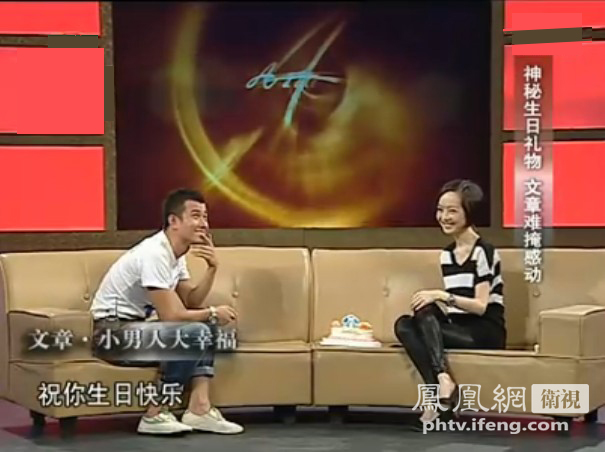 神秘生日礼物 文章难掩感动
文章·小男人大幸福
祝你生日快乐
鳳凰網 衛視
phtv.ifeng.com